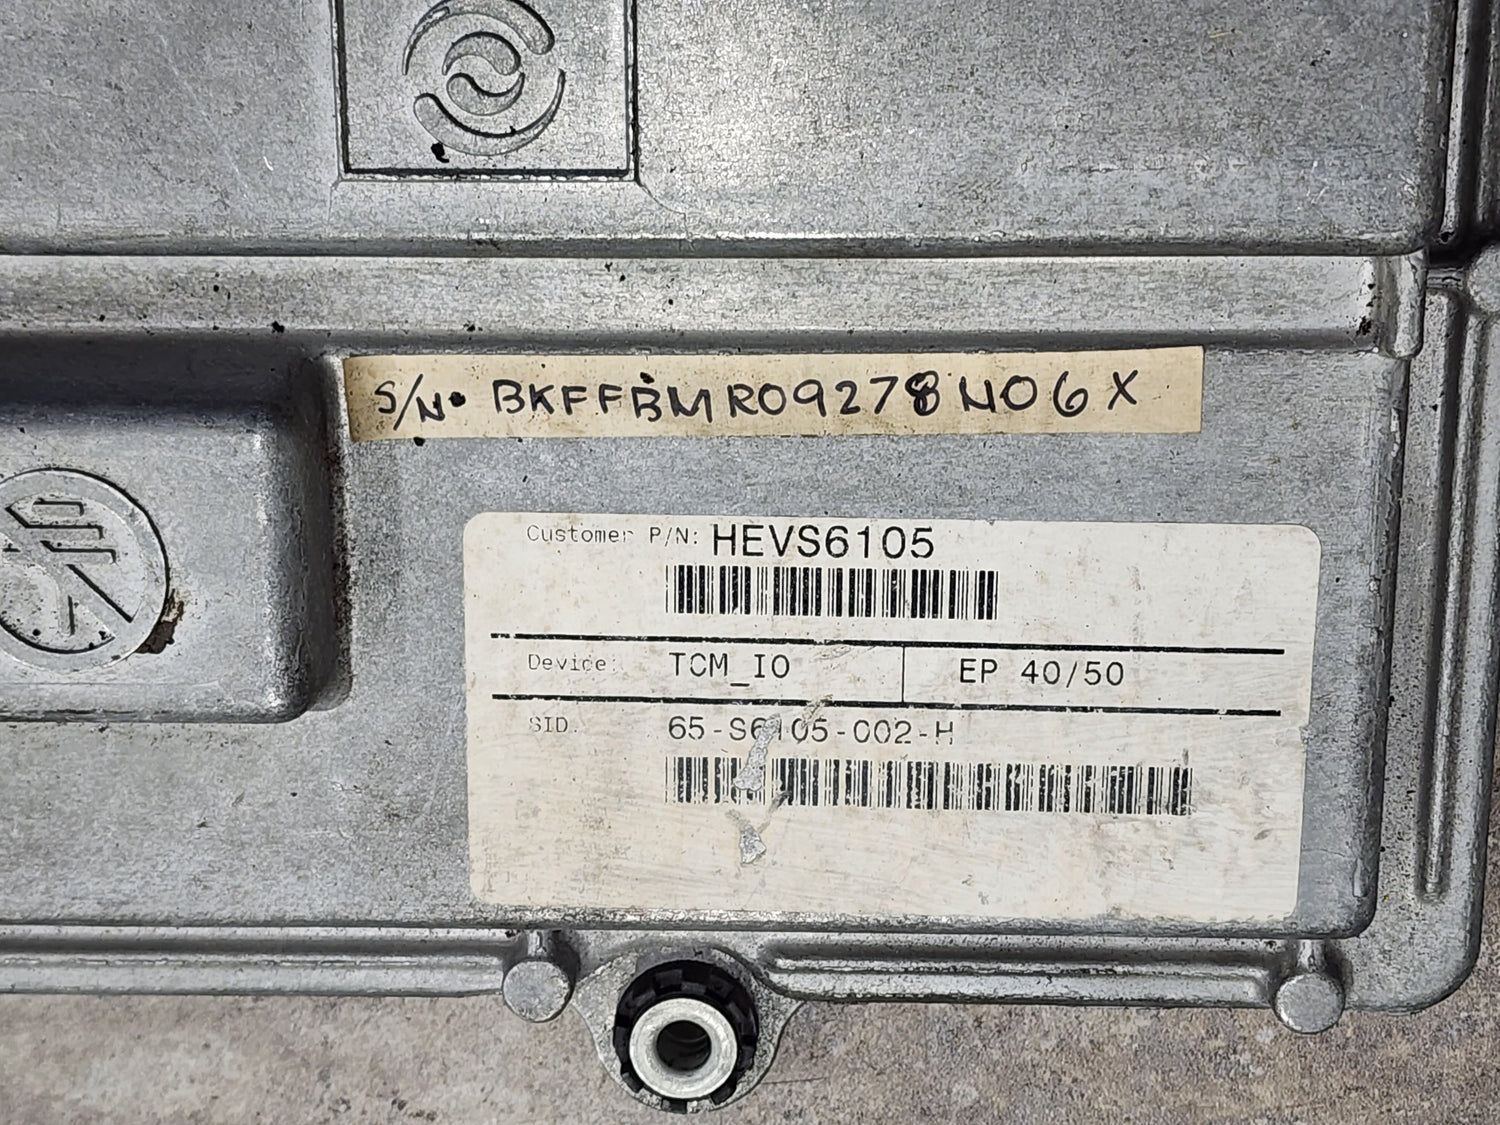 S/N• BKFFBMR09278N06X
Customer P/N: HEVS6105
Device: TCM_IO EP 40/50
SID. 65-S6105-002-H